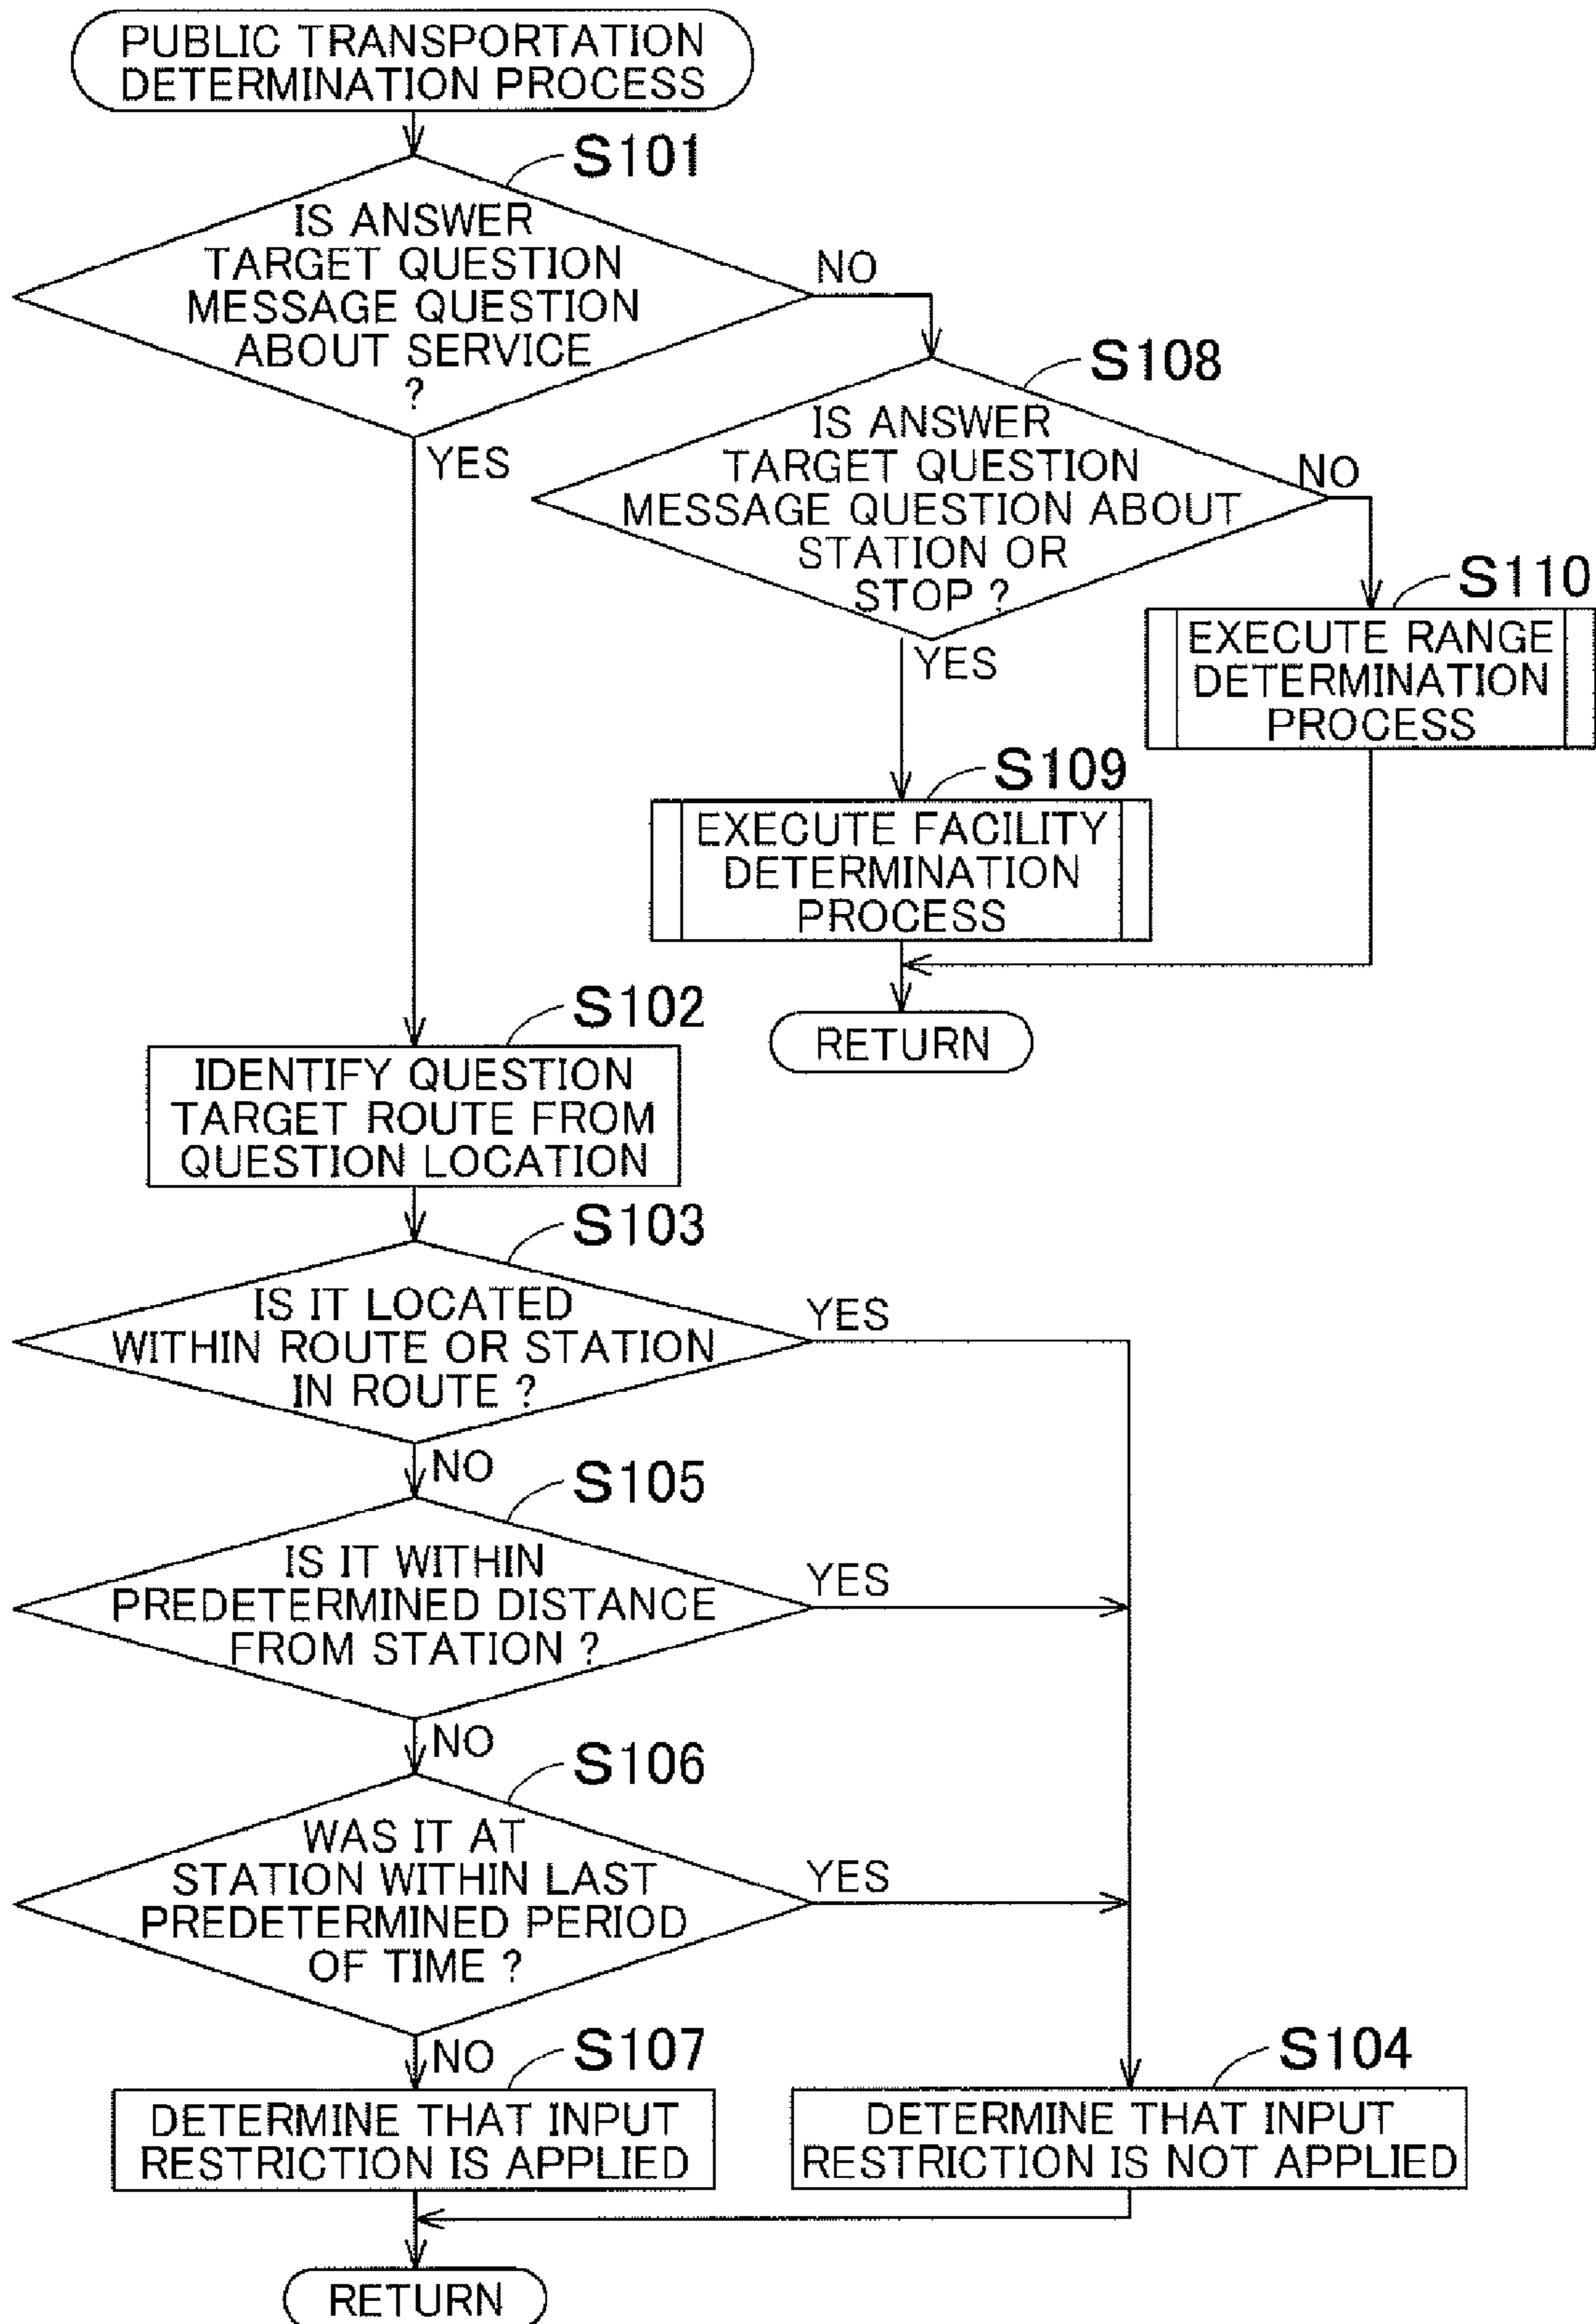 PUBLIC TRANSPORTATION
DETERMINATION PROCESS
S101
IS ANSWER
TARGET QUESTION
MESSAGE QUESTION
ABOUT SERVICE
?
NO
YES
S108
IS ANSWER
TARGET QUESTION
MESSAGE QUESTION ABOUT
STATION OR
STOP ?
NO
YES
S110
EXECUTE RANGE
DETERMINATION
PROCESS
S109
EXECUTE FACILITY
DETERMINATION
PROCESS
RETURN
S102
IDENTIFY QUESTION
TARGET ROUTE FROM
QUESTION LOCATION
S103
IS IT LOCATED
WITHIN ROUTE OR STATION
IN ROUTE ?
YES
NO
S105
IS IT WITHIN
PREDETERMINED DISTANCE
FROM STATION ?
YES
NO
S106
WAS IT AT
STATION WITHIN LAST
PREDETERMINED PERIOD
OF TIME ?
YES
NO
S107
DETERMINE THAT INPUT
RESTRICTION IS APPLIED
S104
DETERMINE THAT INPUT
RESTRICTION IS NOT APPLIED
RETURN